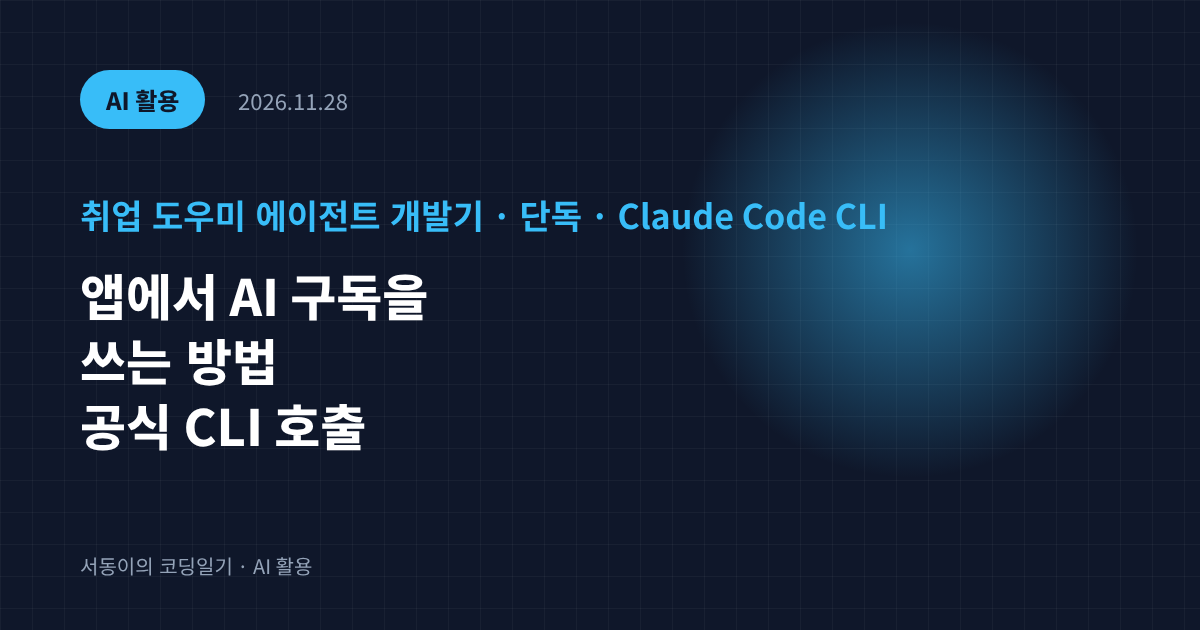 AI 활용
2026.11.28
취업 도우미 에이전트 개발기 · 단독 · Claude Code CLI
앱에서 AI 구독을
쓰는 방법
공식 CLI 호출
서동이의 코딩일기 · AI 활용